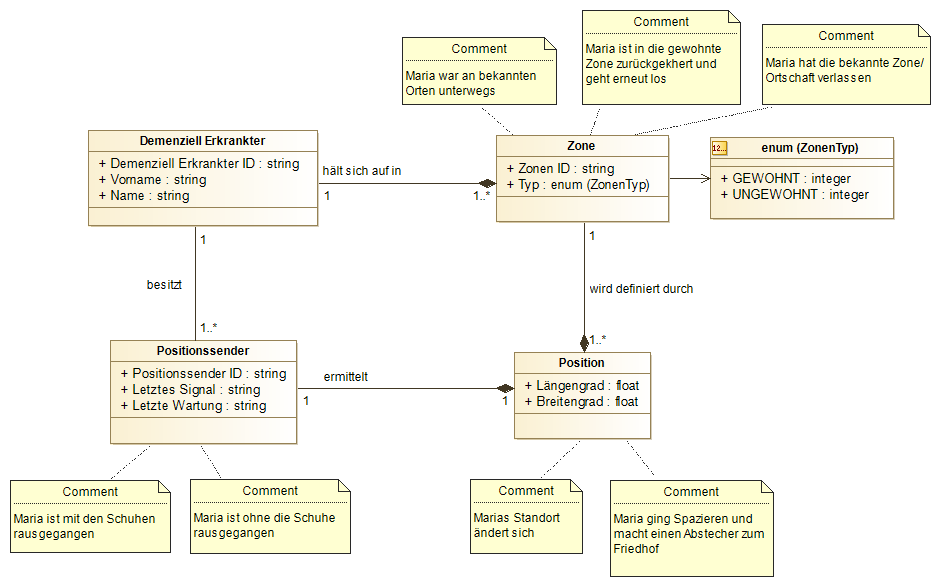 Comment
Maria war an bekannten
Orten unterwegs
Comment
Maria ist in die gewohnte
Zone zurückgekhert und
geht erneut los
Comment
Maria hat die bekannte Zone/
Ortschaft verlassen
Demenziell Erkrankter
+ Demenziell Erkrankter ID : string
+ Vorname : string
+ Name : string
hält sich auf in
1
1..*
Zone
+ Zonen ID : string
+ Typ : enum (ZonenTyp)
12...
enum (ZonenTyp)
+ GEWOHNT : integer
+ UNGEWOHNT : integer
1
besitzt
1..*
1
wird definiert durch
1..*
Positionssender
+ Positionssender ID : string
+ Letztes Signal : string
+ Letzte Wartung : string
ermittelt
1
1
Position
+ Längengrad : float
+ Breitengrad : float
Comment
Maria ist mit den Schuhen
rausgegangen
Comment
Maria ist ohne die Schuhe
rausgegangen
Comment
Marias Standort
ändert sich
Comment
Maria ging Spazieren und
macht einen Abstecher zum
Friedhof